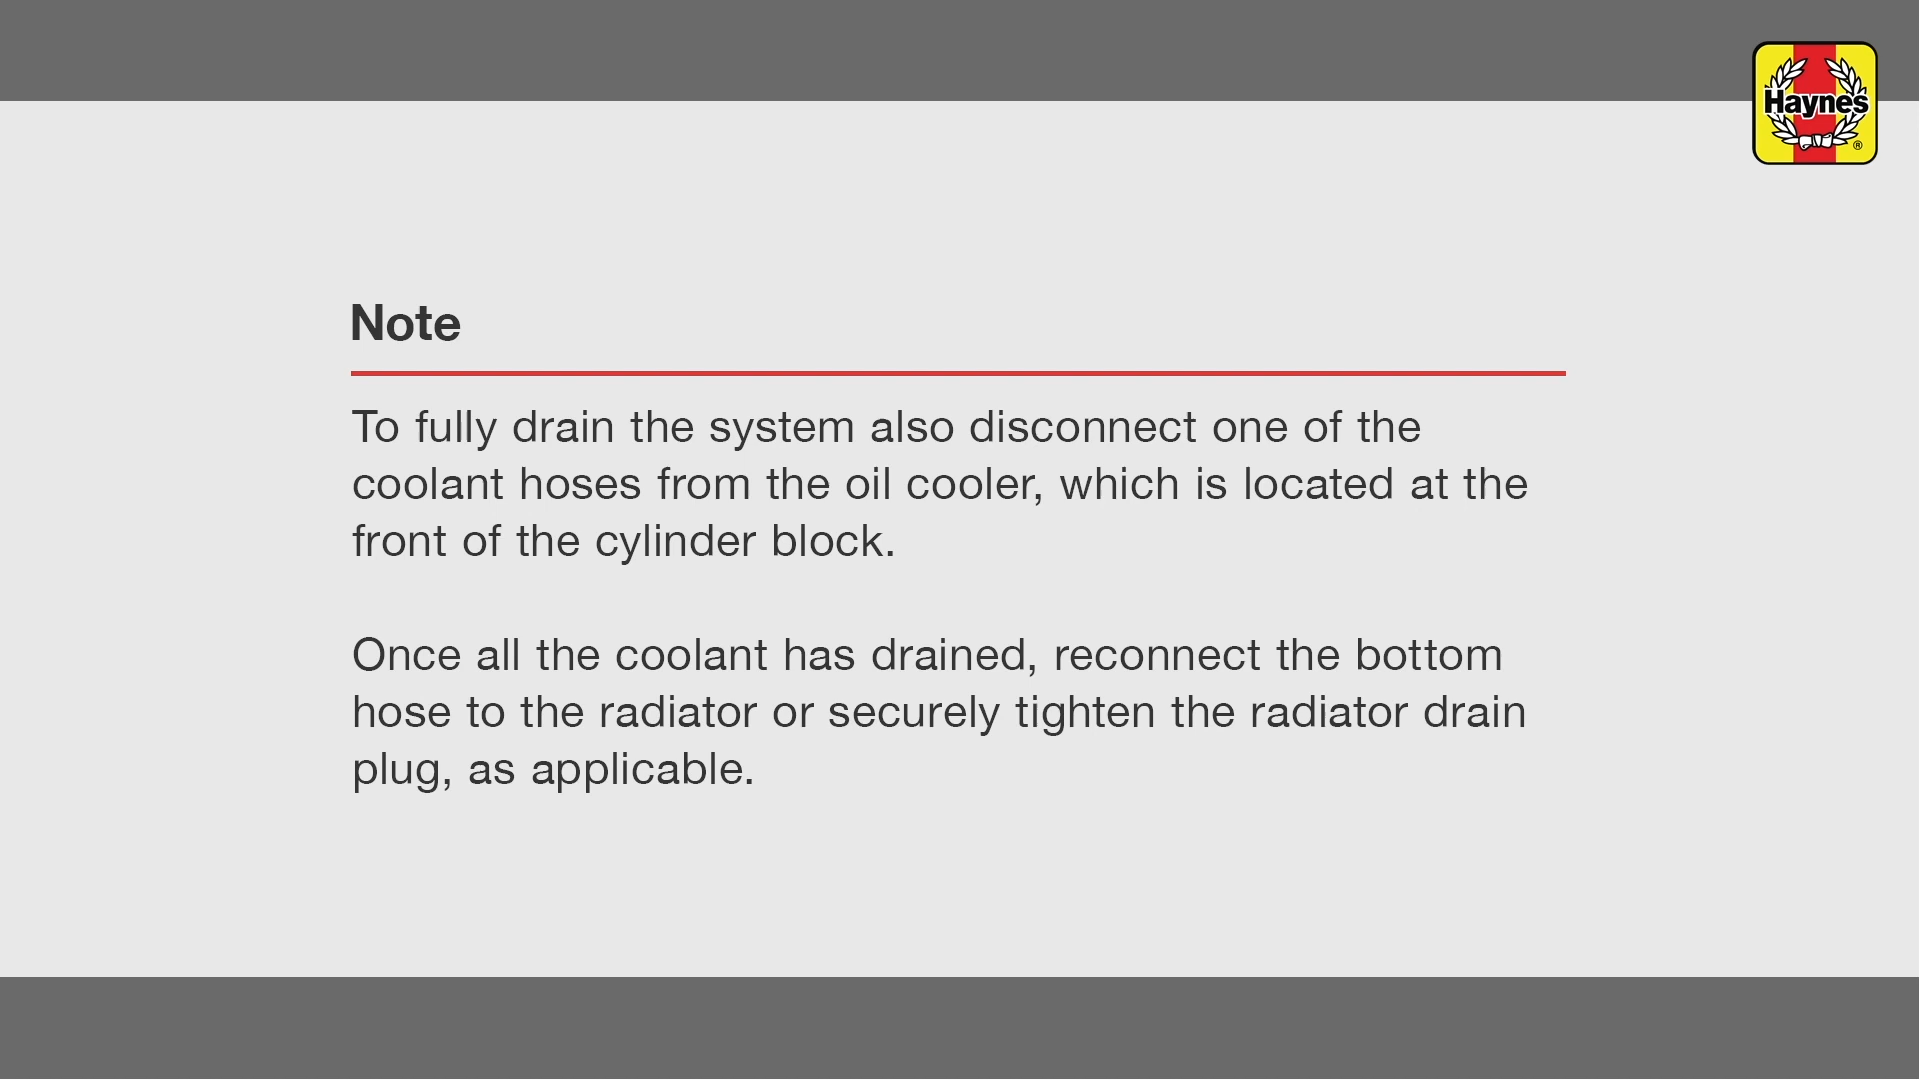 Haynes
®
Note
To fully drain the system also disconnect one of the
coolant hoses from the oil cooler, which is located at the
front of the cylinder block.
Once all the coolant has drained, reconnect the bottom
hose to the radiator or securely tighten the radiator drain
plug, as applicable.